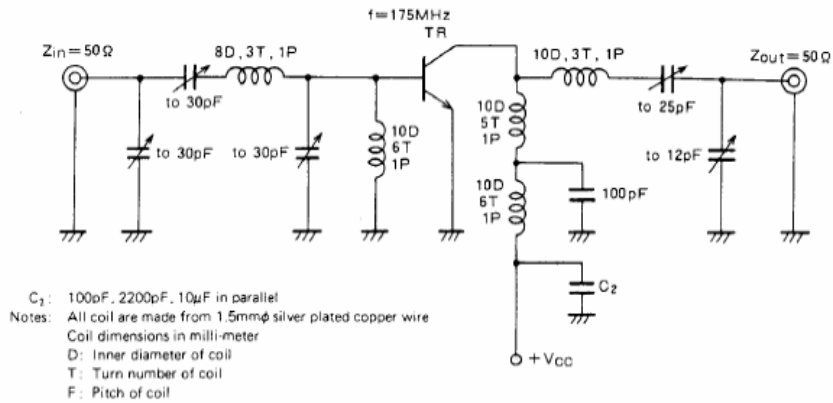 f=175MHz
TR
Zin=50Ω
8D, 3T, 1P
10D, 3T, 1P
Zout=50Ω
to 30pF
to 25pF
to 30pF
to 30pF
10D
6T
1P
10D
5T
1P
to 12pF
10D
6T
1P
100pF
C2
+VCC
C2: 100pF, 2200pF, 10μF in parallel
Notes: All coil are made from 1.5mmφ silver plated copper wire
Coil dimensions in milli-meter
D: Inner diameter of coil
T: Turn number of coil
P: Pitch of coil